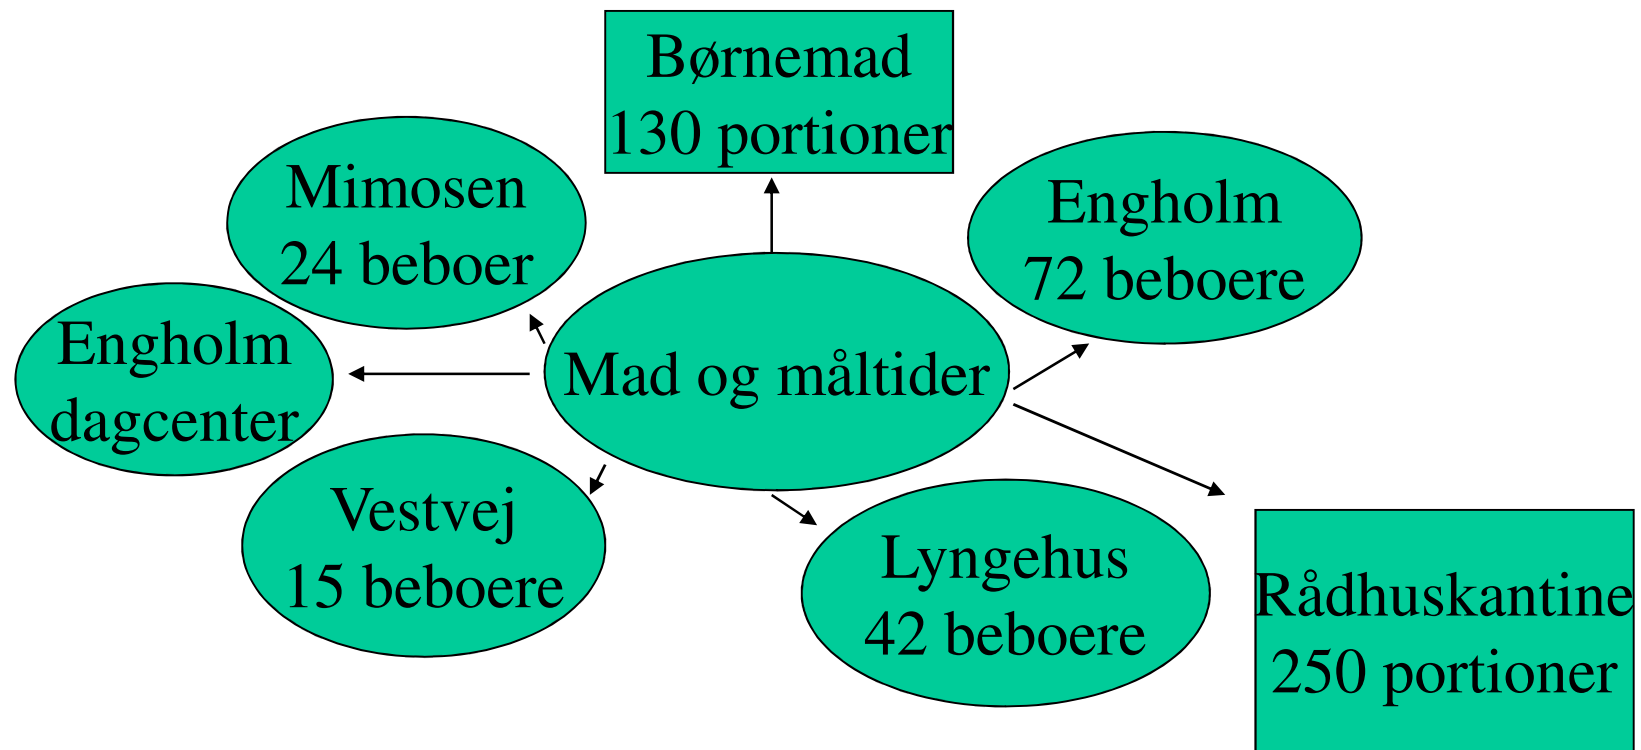 Børnemad
130 portioner
Mimosen
24 beboer
Engholm
72 beboere
Engholm
dagcenter
Mad og måltider
Vestvej
15 beboere
Lyngehus
42 beboere
Rådhuskantine
250 portioner